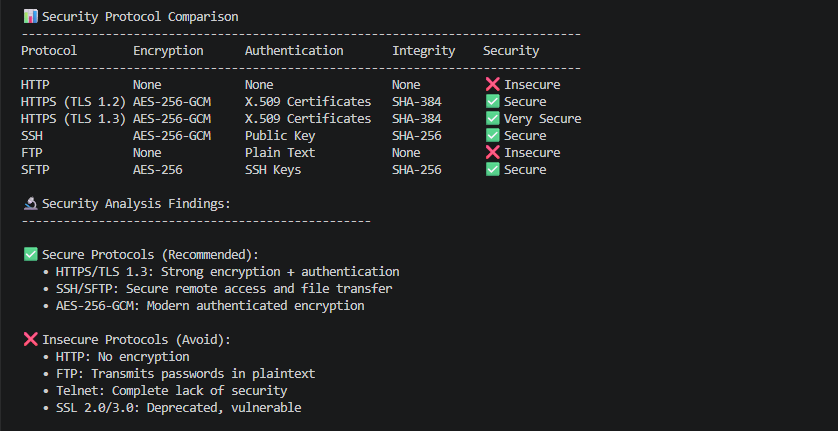 📊 Security Protocol Comparison
--------------------------------------------------------------------------------
Protocol        Encryption      Authentication       Integrity    Security
--------------------------------------------------------------------------------
HTTP            None            None                 None         ❌ Insecure
HTTPS (TLS 1.2) AES-256-GCM     X.509 Certificates   SHA-384      ✅ Secure
HTTPS (TLS 1.3) AES-256-GCM     X.509 Certificates   SHA-384      ✅ Very Secure
SSH             AES-256-GCM     Public Key           SHA-256      ✅ Secure
FTP             None            Plain Text           None         ❌ Insecure
SFTP            AES-256         SSH Keys             SHA-256      ✅ Secure
🔬 Security Analysis Findings:
--------------------------------------------------
✅ Secure Protocols (Recommended):
• HTTPS/TLS 1.3: Strong encryption + authentication
• SSH/SFTP: Secure remote access and file transfer
• AES-256-GCM: Modern authenticated encryption
❌ Insecure Protocols (Avoid):
• HTTP: No encryption
• FTP: Transmits passwords in plaintext
• Telnet: Complete lack of security
• SSL 2.0/3.0: Deprecated, vulnerable